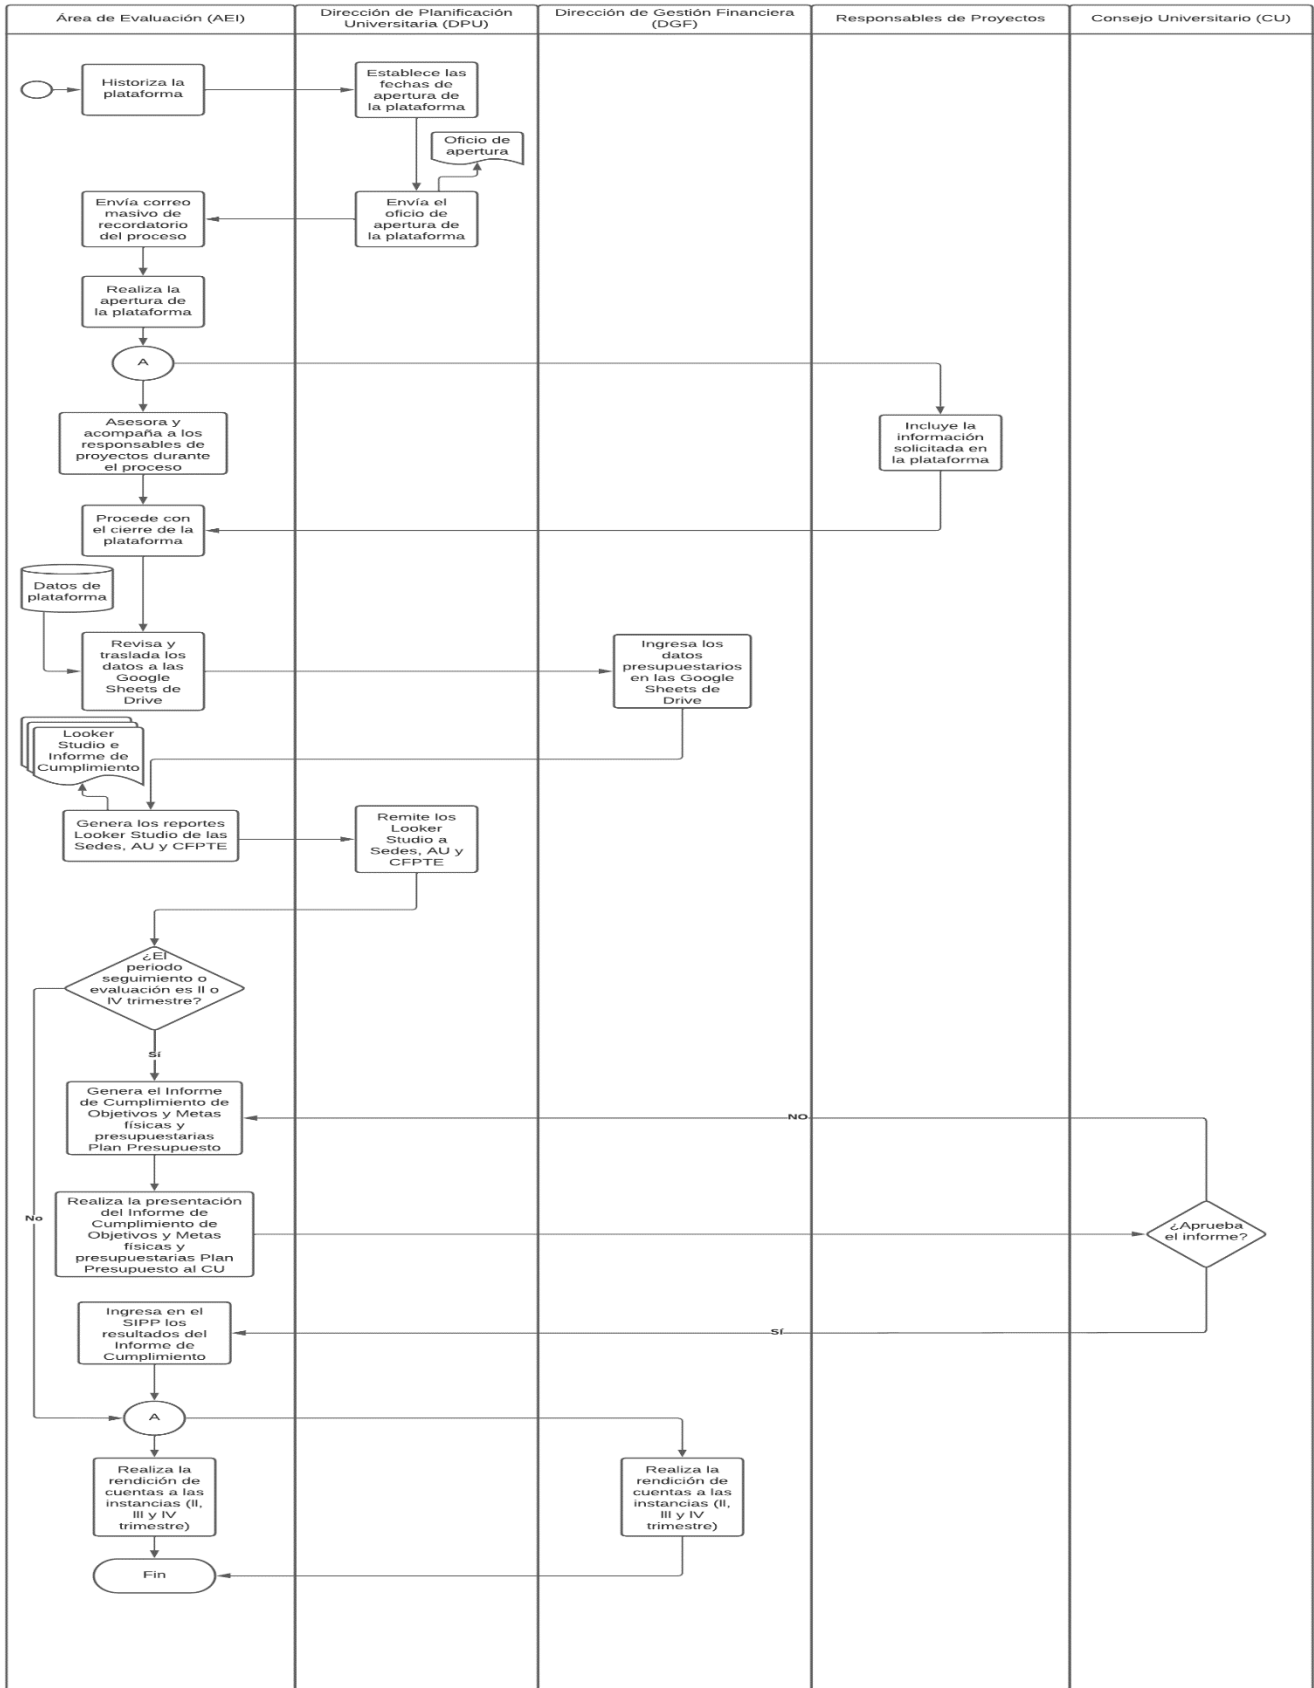 Área de Evaluación (AEI)
Dirección de Planificación
Universitaria (DPU)
Dirección de Gestión Financiera
(DGF)
Responsables de Proyectos
Consejo Universitario (CU)
Historiza la
plataforma
Establece las
fechas de
apertura de
la plataforma
Oficio de
apertura
Envía correo
masivo de
recordatorio
del proceso
Envía el
oficio de
apertura de
la plataforma
Realiza la
apertura de
la plataforma
A
Asesora y
acompaña a los
responsables de
proyectos durante
el proceso
Incluye la
información
solicitada en
la plataforma
Procede con
el cierre de la
plataforma
Datos de
plataforma
Revisa y
traslada los
datos a las
Google
Sheets de
Drive
Ingresa los
datos
presupuestarios
en las Google
Sheets de
Drive
Looker
Studio e
Informe de
Cumplimiento
Genera los reportes
Looker Studio de las
Sedes, AU y CFPTE
Remite los
Looker
Studio a
Sedes, AU y
CFPTE
¿El
periodo
seguimiento o
evaluación es II o
IV trimestre?
Sí
Genera el Informe
de Cumplimiento de
Objetivos y Metas
físicas y
presupuestarias
Plan Presupuesto
NO
Realiza la presentación
del Informe de
Cumplimiento de
Objetivos y Metas
físicas y
presupuestarias Plan
Presupuesto al CU
No
¿Aprueba
el informe?
Ingresa en el
SIPP los
resultados del
Informe de
Cumplimiento
Sí
A
Realiza la
rendición de
cuentas a las
instancias (II,
III y IV
trimestre)
Realiza la
rendición de
cuentas a las
instancias (II,
III y IV
trimestre)
Fin